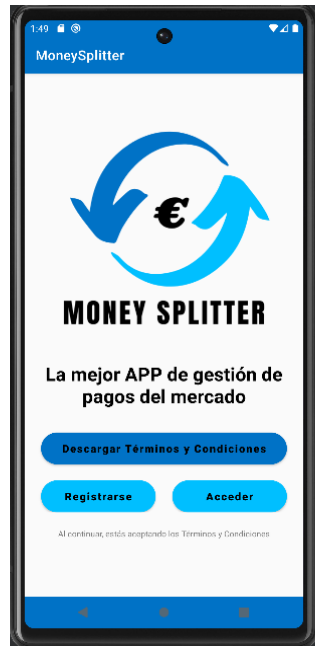 1:49
MoneySplitter
€
MONEY SPLITTER
La mejor APP de gestión de
pagos del mercado
Descargar Términos y Condiciones
Registrarse
Acceder
Al continuar, estás aceptando los Términos y Condiciones